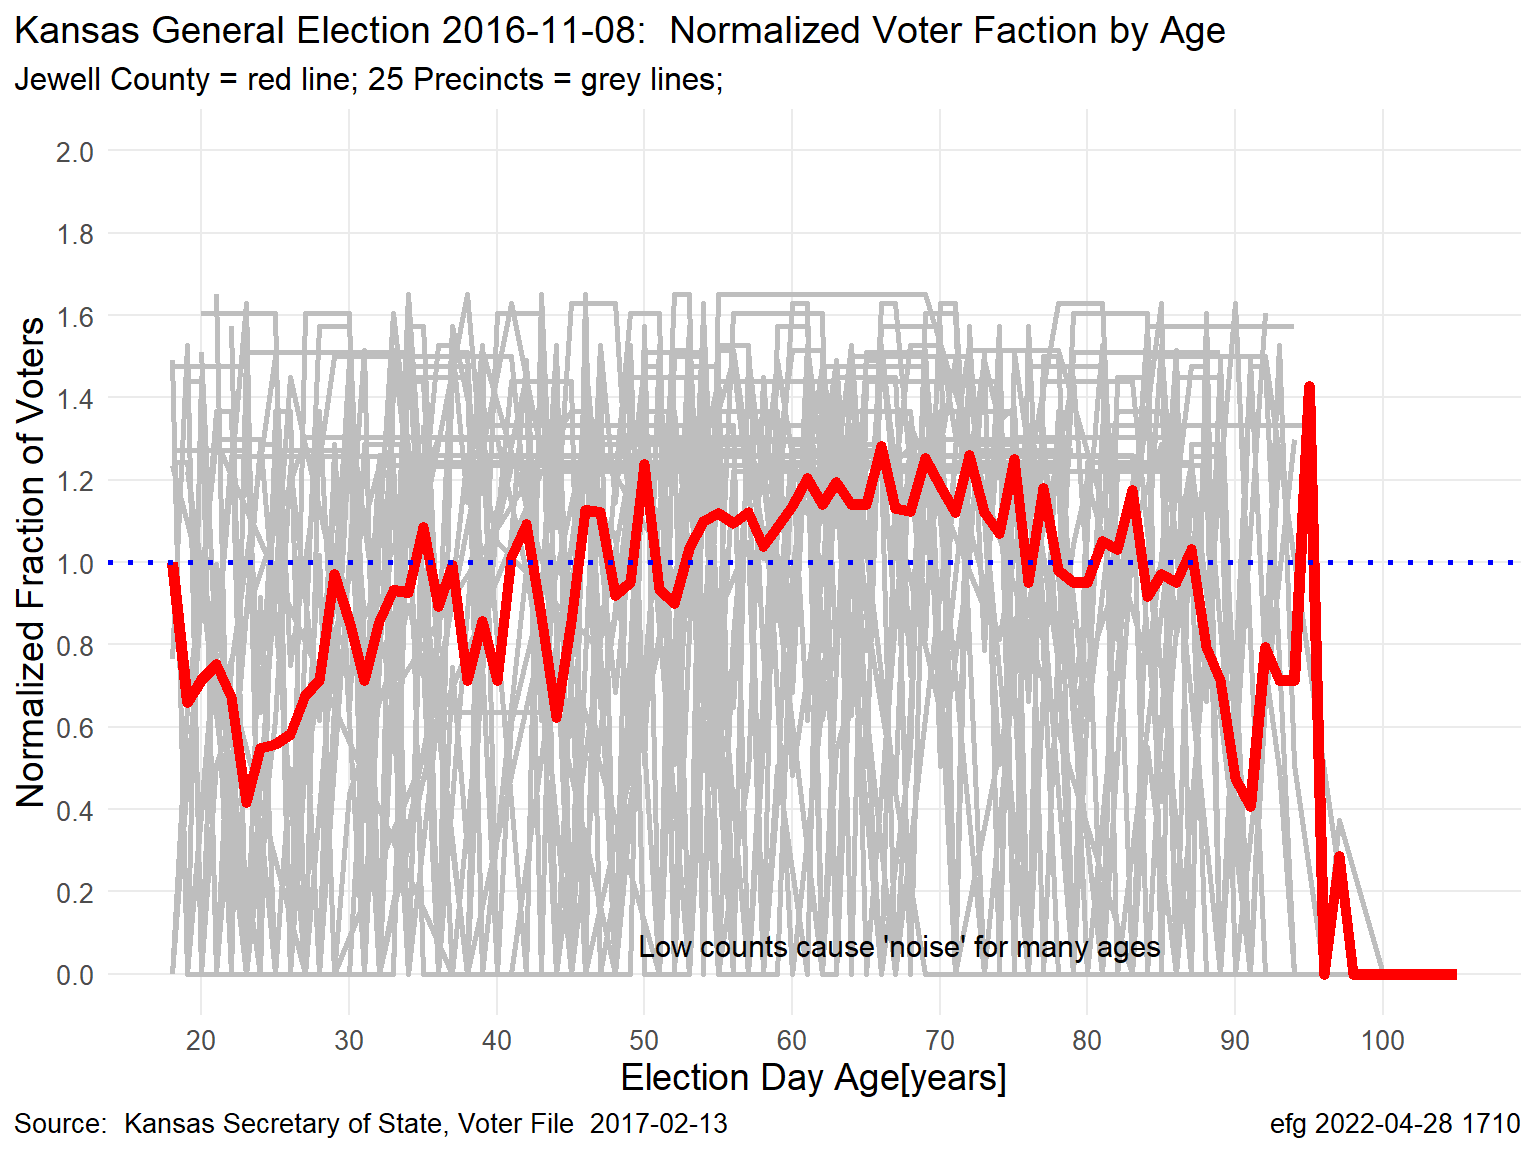 Kansas General Election 2016-11-08:  Normalized Voter Faction by Age
Jewell County = red line; 25 Precincts = grey lines;
Normalized Fraction of Voters
2.0
1.8
1.6
1.4
1.2
1.0
0.8
0.6
0.4
0.2
0.0
Low counts cause 'noise' for many ages
20 30 40 50 60 70 80 90 100
Election Day Age[years]
Source:  Kansas Secretary of State, Voter File  2017-02-13
efg 2022-04-28 1710